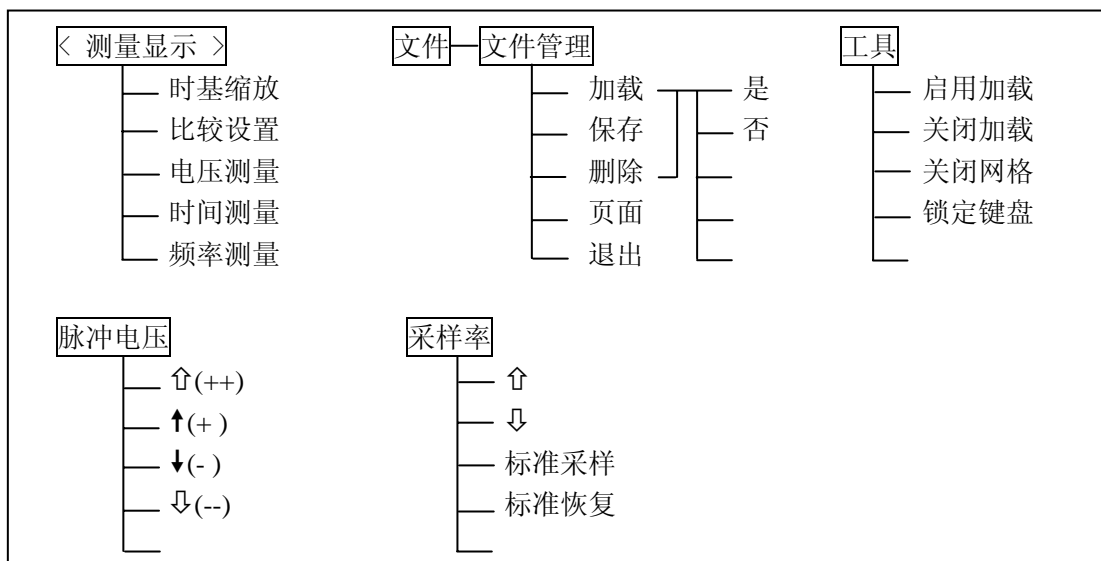 < 测量显示 >
时基缩放
比较设置
电压测量
时间测量
频率测量
文件 文件管理
加载
保存
删除
页面
退出
是
否
工具
启用加载
关闭加载
关闭网格
锁定键盘
脉冲电压
⇧(++)
↑(+ )
↓(- )
⇩(--)
采样率
⇧
⇩
标准采样
标准恢复